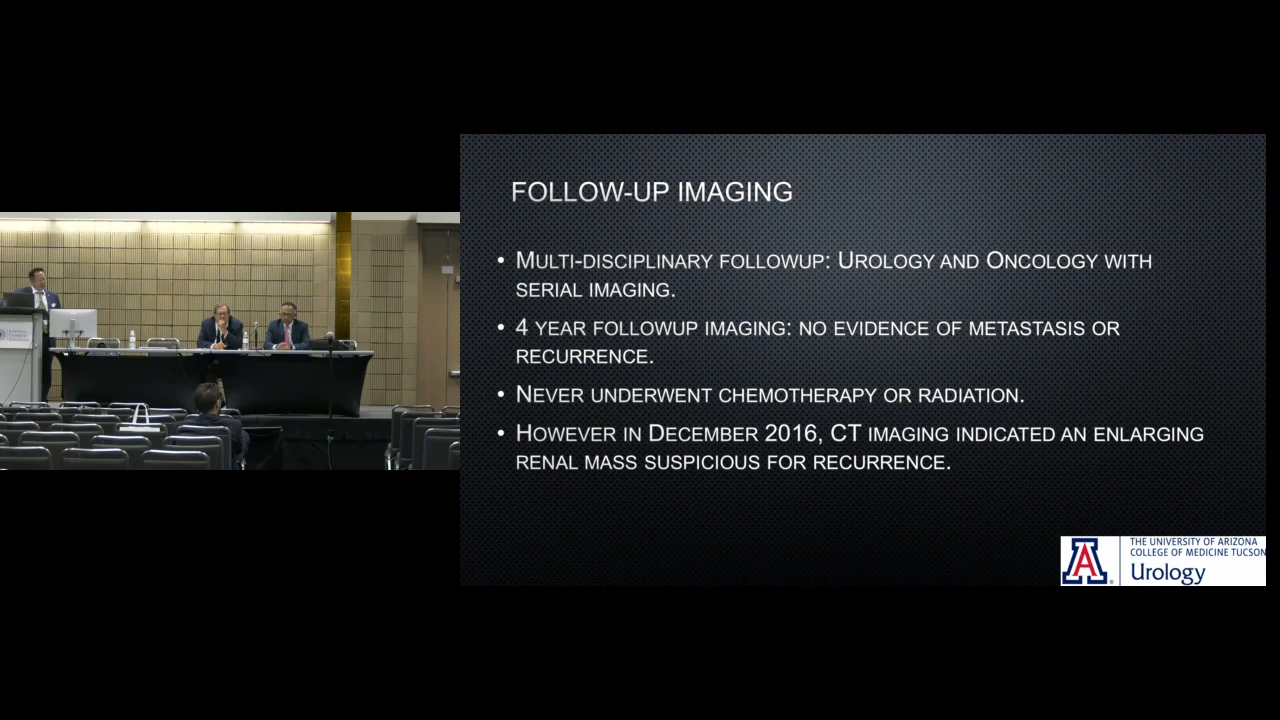 FOLLOW-UP IMAGING
• MULTI-DISCIPLINARY FOLLOWUP: UROLOGY AND ONCOLOGY WITH
SERIAL IMAGING.
• 4 YEAR FOLLOWUP IMAGING: NO EVIDENCE OF METASTASIS OR
RECURRENCE.
• NEVER UNDERWENT CHEMOTHERAPY OR RADIATION.
• HOWEVER IN DECEMBER 2016, CT IMAGING INDICATED AN ENLARGING
RENAL MASS SUSPICIOUS FOR RECURRENCE.
A
THE UNIVERSITY OF ARIZONA
COLLEGE OF MEDICINE TUCSON
Urology